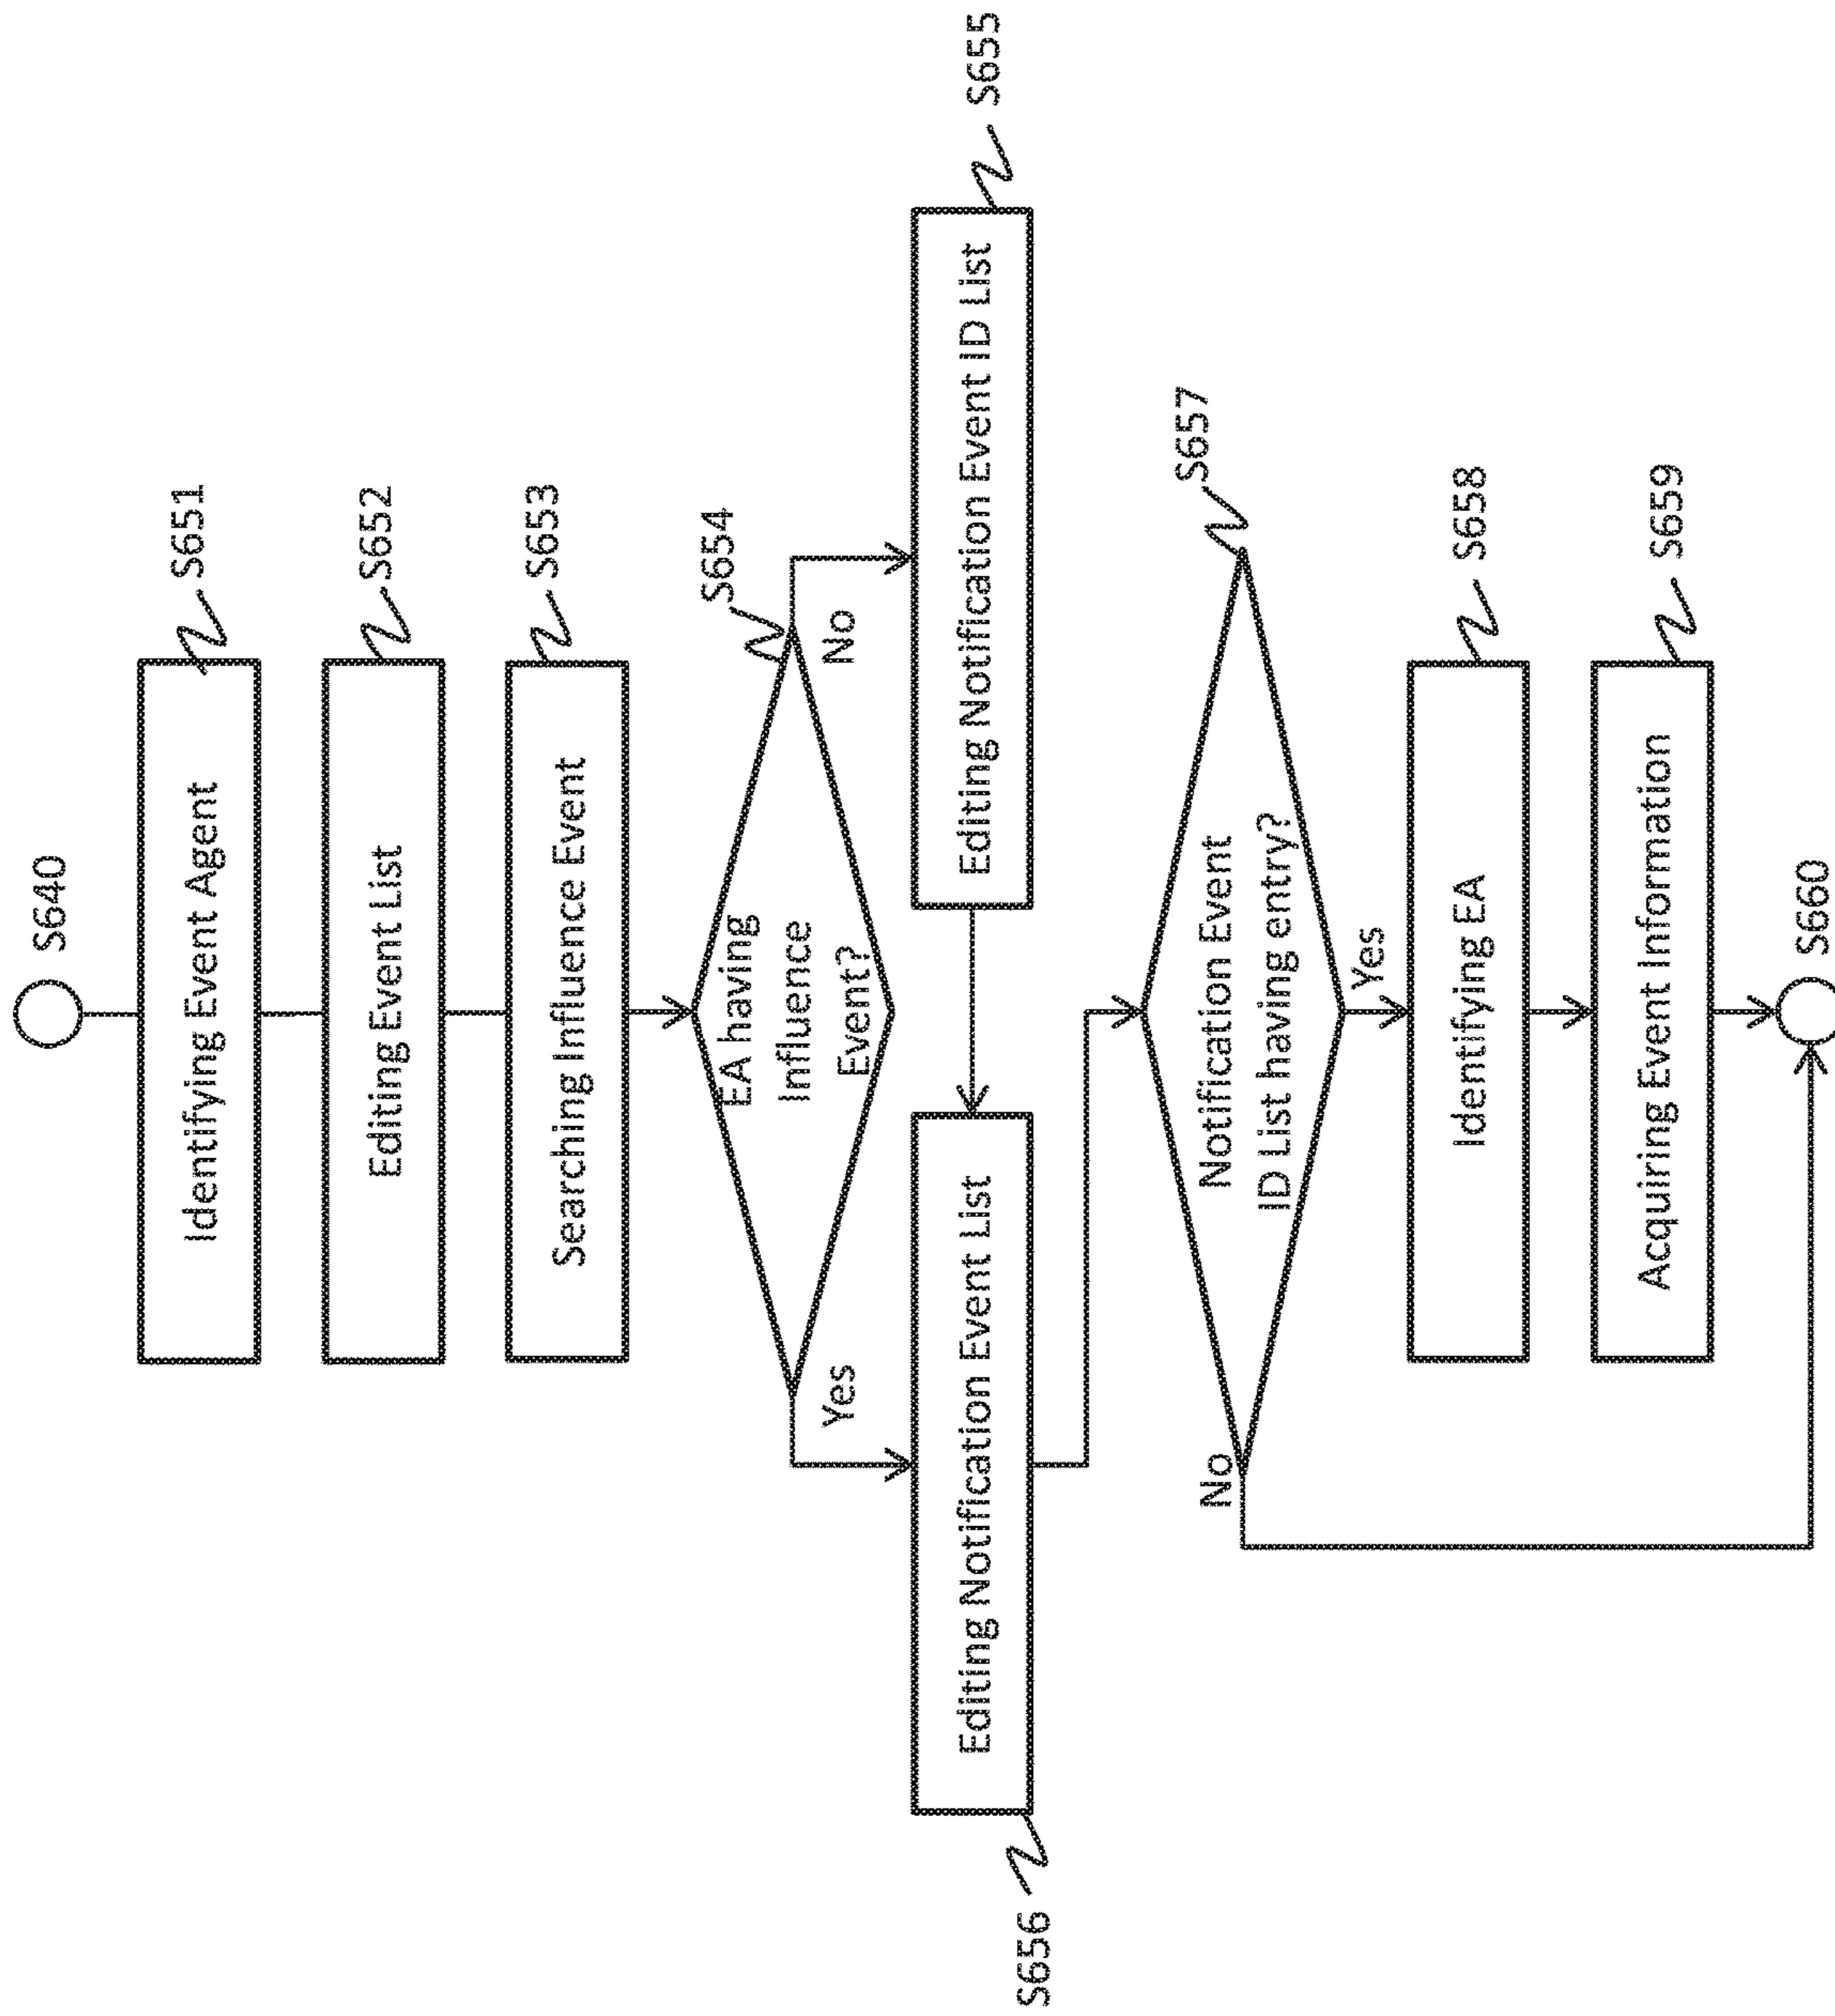 S640
Identifying Event Agent
S651
Editing Event List
S652
Searching Influence Event
S653
EA having
Influence
Event?
S654
Yes
No
Editing Notification Event List
S656
Editing Notification Event ID List
S655
Notification Event
ID List having entry?
S657
No
Yes
Identifying EA
S658
Acquiring Event Information
S659
S660